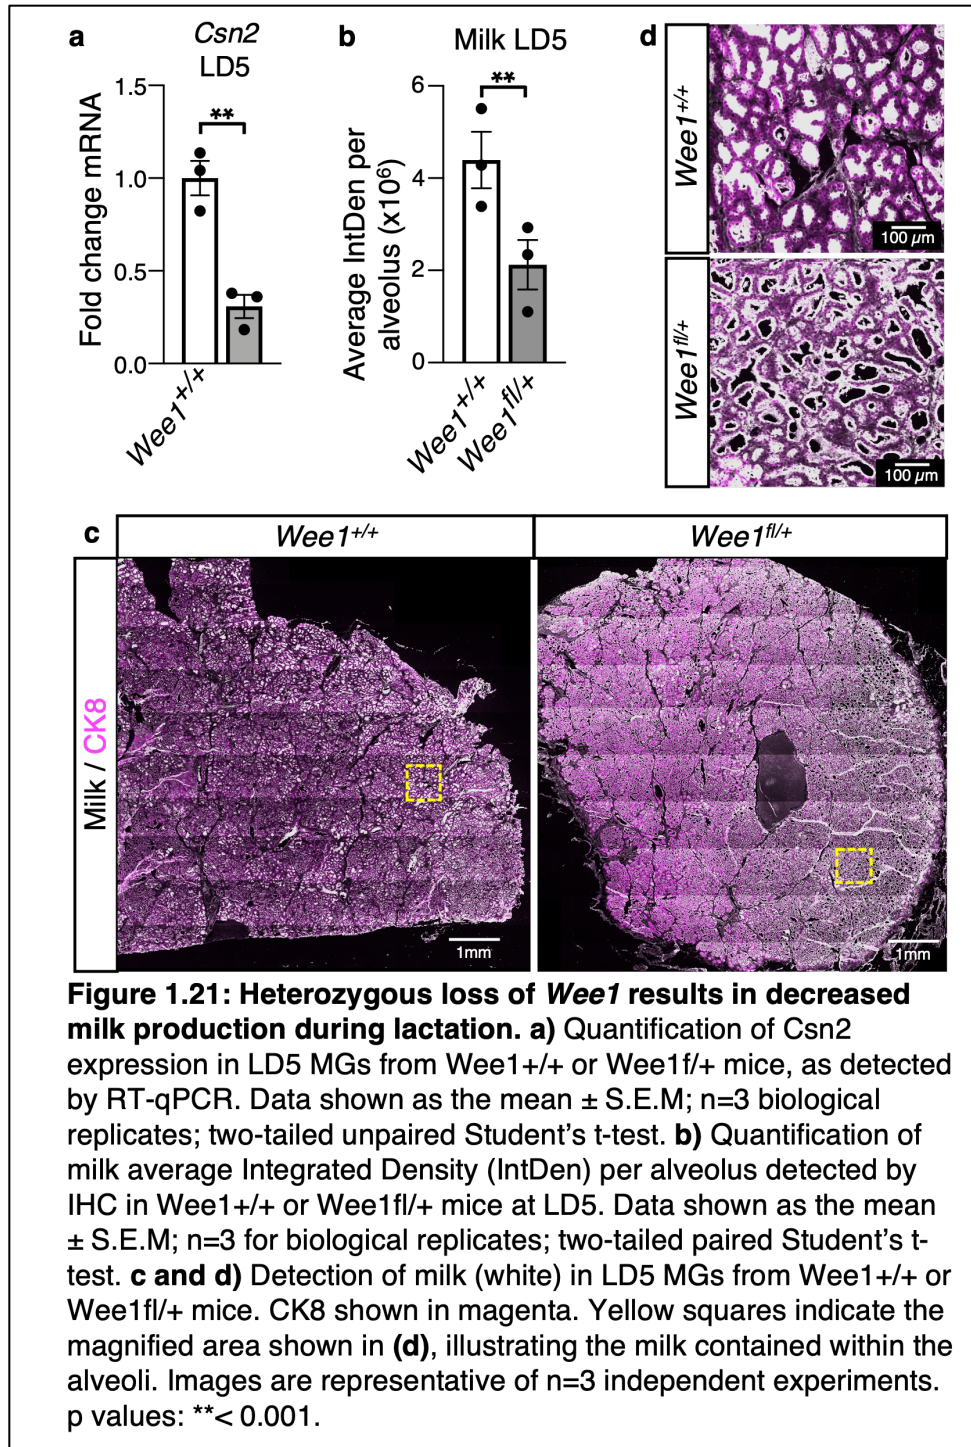 a
Csn2
LD5
Fold change mRNA
1.5
1.0
0.5
0.0
**
Wee1+/+
b
Milk LD5
Average IntDen per
alveolus (x10⁶)
6
4
2
0
**
Wee1+/+
Wee1fl/+
d
Wee1+/+
100 µm
Wee1fl/+
100 µm
c
Wee1+/+
Wee1fl/+
Milk / CK8
1mm
1mm
Figure 1.21: Heterozygous loss of Wee1 results in decreased
milk production during lactation. a) Quantification of Csn2
expression in LD5 MGs from Wee1+/+ or Wee1f/+ mice, as detected
by RT-qPCR. Data shown as the mean ± S.E.M; n=3 biological
replicates; two-tailed unpaired Student’s t-test. b) Quantification of
milk average Integrated Density (IntDen) per alveolus detected by
IHC in Wee1+/+ or Wee1fl/+ mice at LD5. Data shown as the mean
± S.E.M; n=3 for biological replicates; two-tailed paired Student’s t-
test. c and d) Detection of milk (white) in LD5 MGs from Wee1+/+ or
Wee1fl/+ mice. CK8 shown in magenta. Yellow squares indicate the
magnified area shown in (d), illustrating the milk contained within the
alveoli. Images are representative of n=3 independent experiments.
p values: **< 0.001.